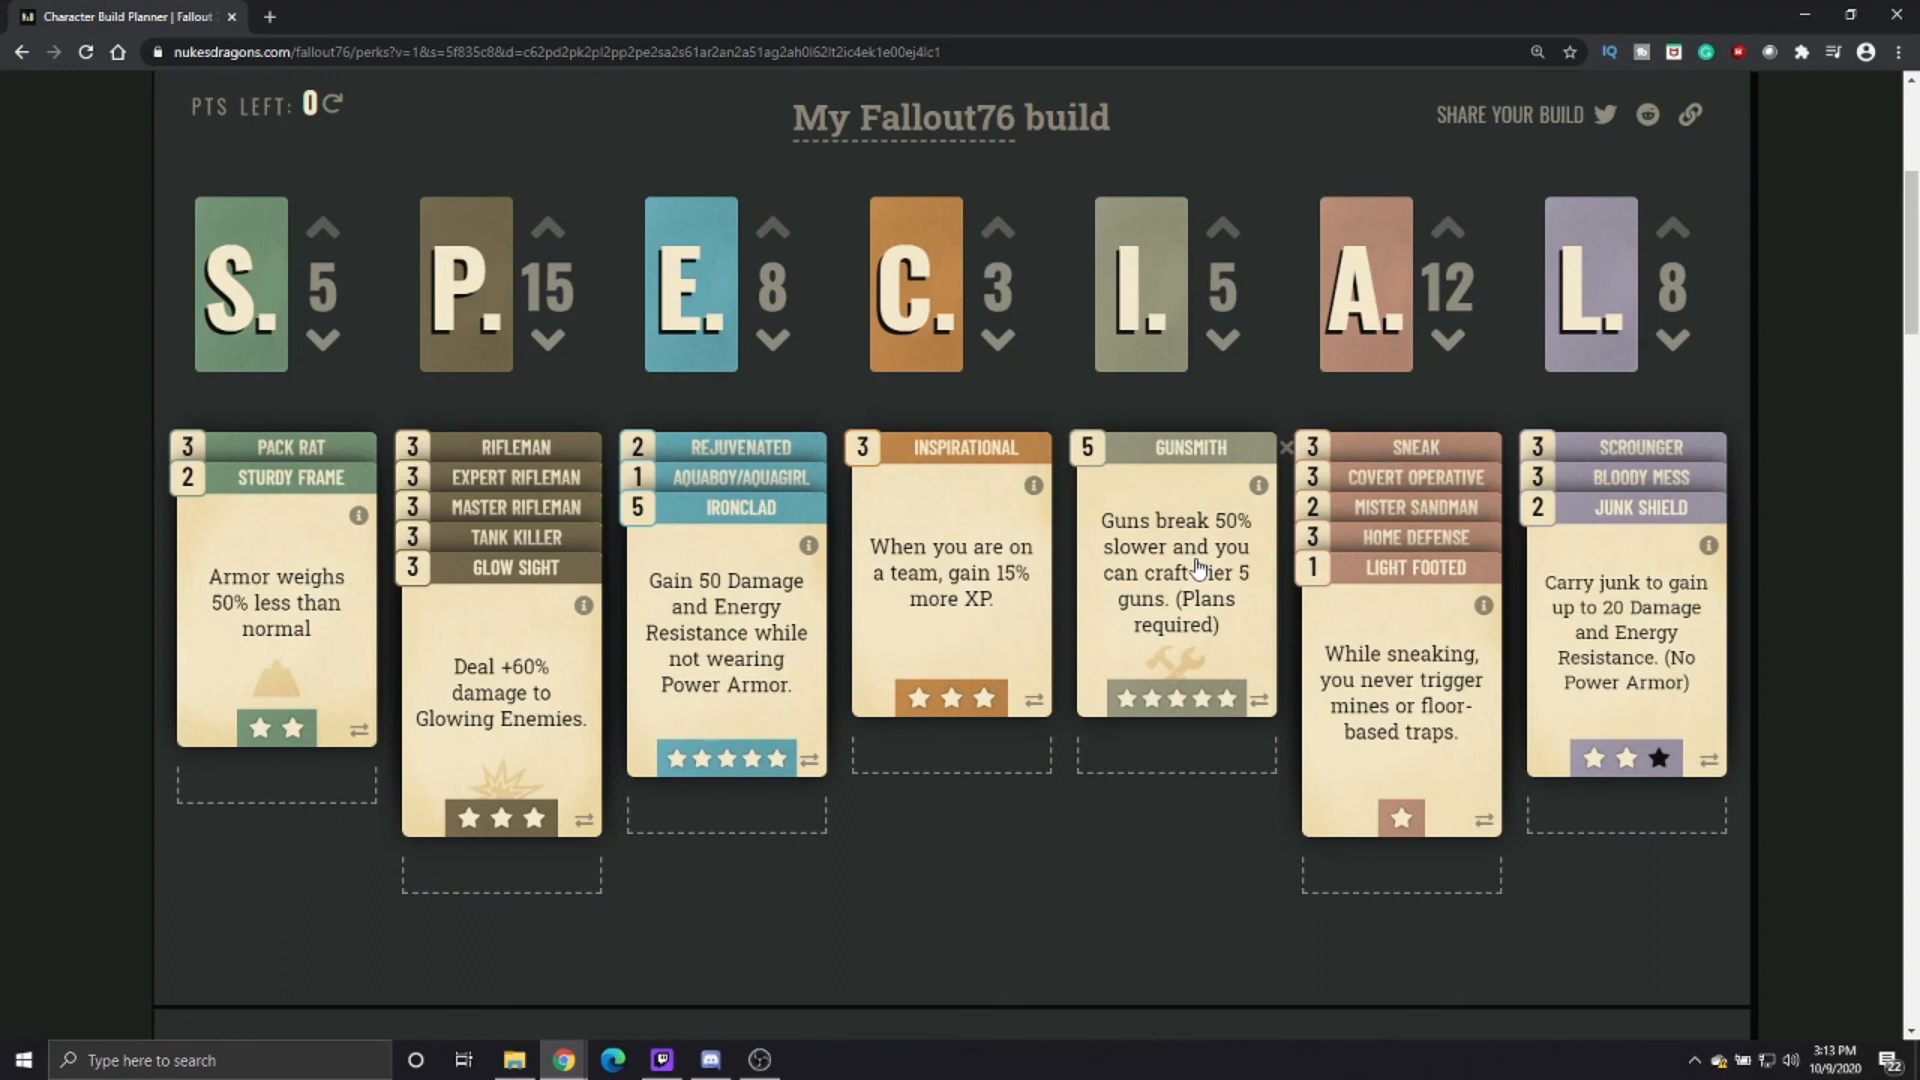 Character Build Planner | Fallout
nukesdragons.com/fallout76/perks?v=1&s=5f835c8&d=c62pd2pk2pl2pp2pe2sa2s61ar2an2a51ag2ah0l62lt2ic4ek1e00ej4lc1
PTS LEFT: 0
My Fallout76 build
SHARE YOUR BUILD
S. 5
P. 15
E. 8
C. 3
I. 5
A. 12
L. 8
3 PACK RAT
2 STURDY FRAME
Armor weighs
50% less than
normal
3 RIFLEMAN
3 EXPERT RIFLEMAN
3 MASTER RIFLEMAN
3 TANK KILLER
3 GLOW SIGHT
Deal +60%
damage to
Glowing Enemies.
2 REJUVENATED
1 AQUABOY/AQUAGIRL
5 IRONCLAD
Gain 50 Damage
and Energy
Resistance while
not wearing
Power Armor.
3 INSPIRATIONAL
When you are on
a team, gain 15%
more XP.
5 GUNSMITH
Guns break 50%
slower and you
can craft tier 5
guns. (Plans
required)
3 SNEAK
3 COVERT OPERATIVE
2 MISTER SANDMAN
3 HOME DEFENSE
1 LIGHT FOOTED
While sneaking,
you never trigger
mines or floor-
based traps.
3 SCROUNGER
3 BLOODY MESS
2 JUNK SHIELD
Carry junk to gain
up to 20 Damage
and Energy
Resistance. (No
Power Armor)
Type here to search
3:13 PM
10/9/2020
22